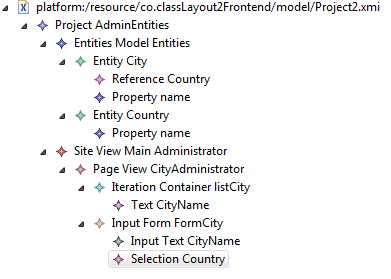 platform:/resource/co.classLayout2Frontend/model/Project2.xmi
Project AdminEntities
Entities Model Entities
Entity City
Reference Country
Property name
Entity Country
Property name
Site View Main Administrator
Page View CityAdministrator
Iteration Container listCity
Text CityName
Input Form FormCity
Input Text CityName
Selection Country